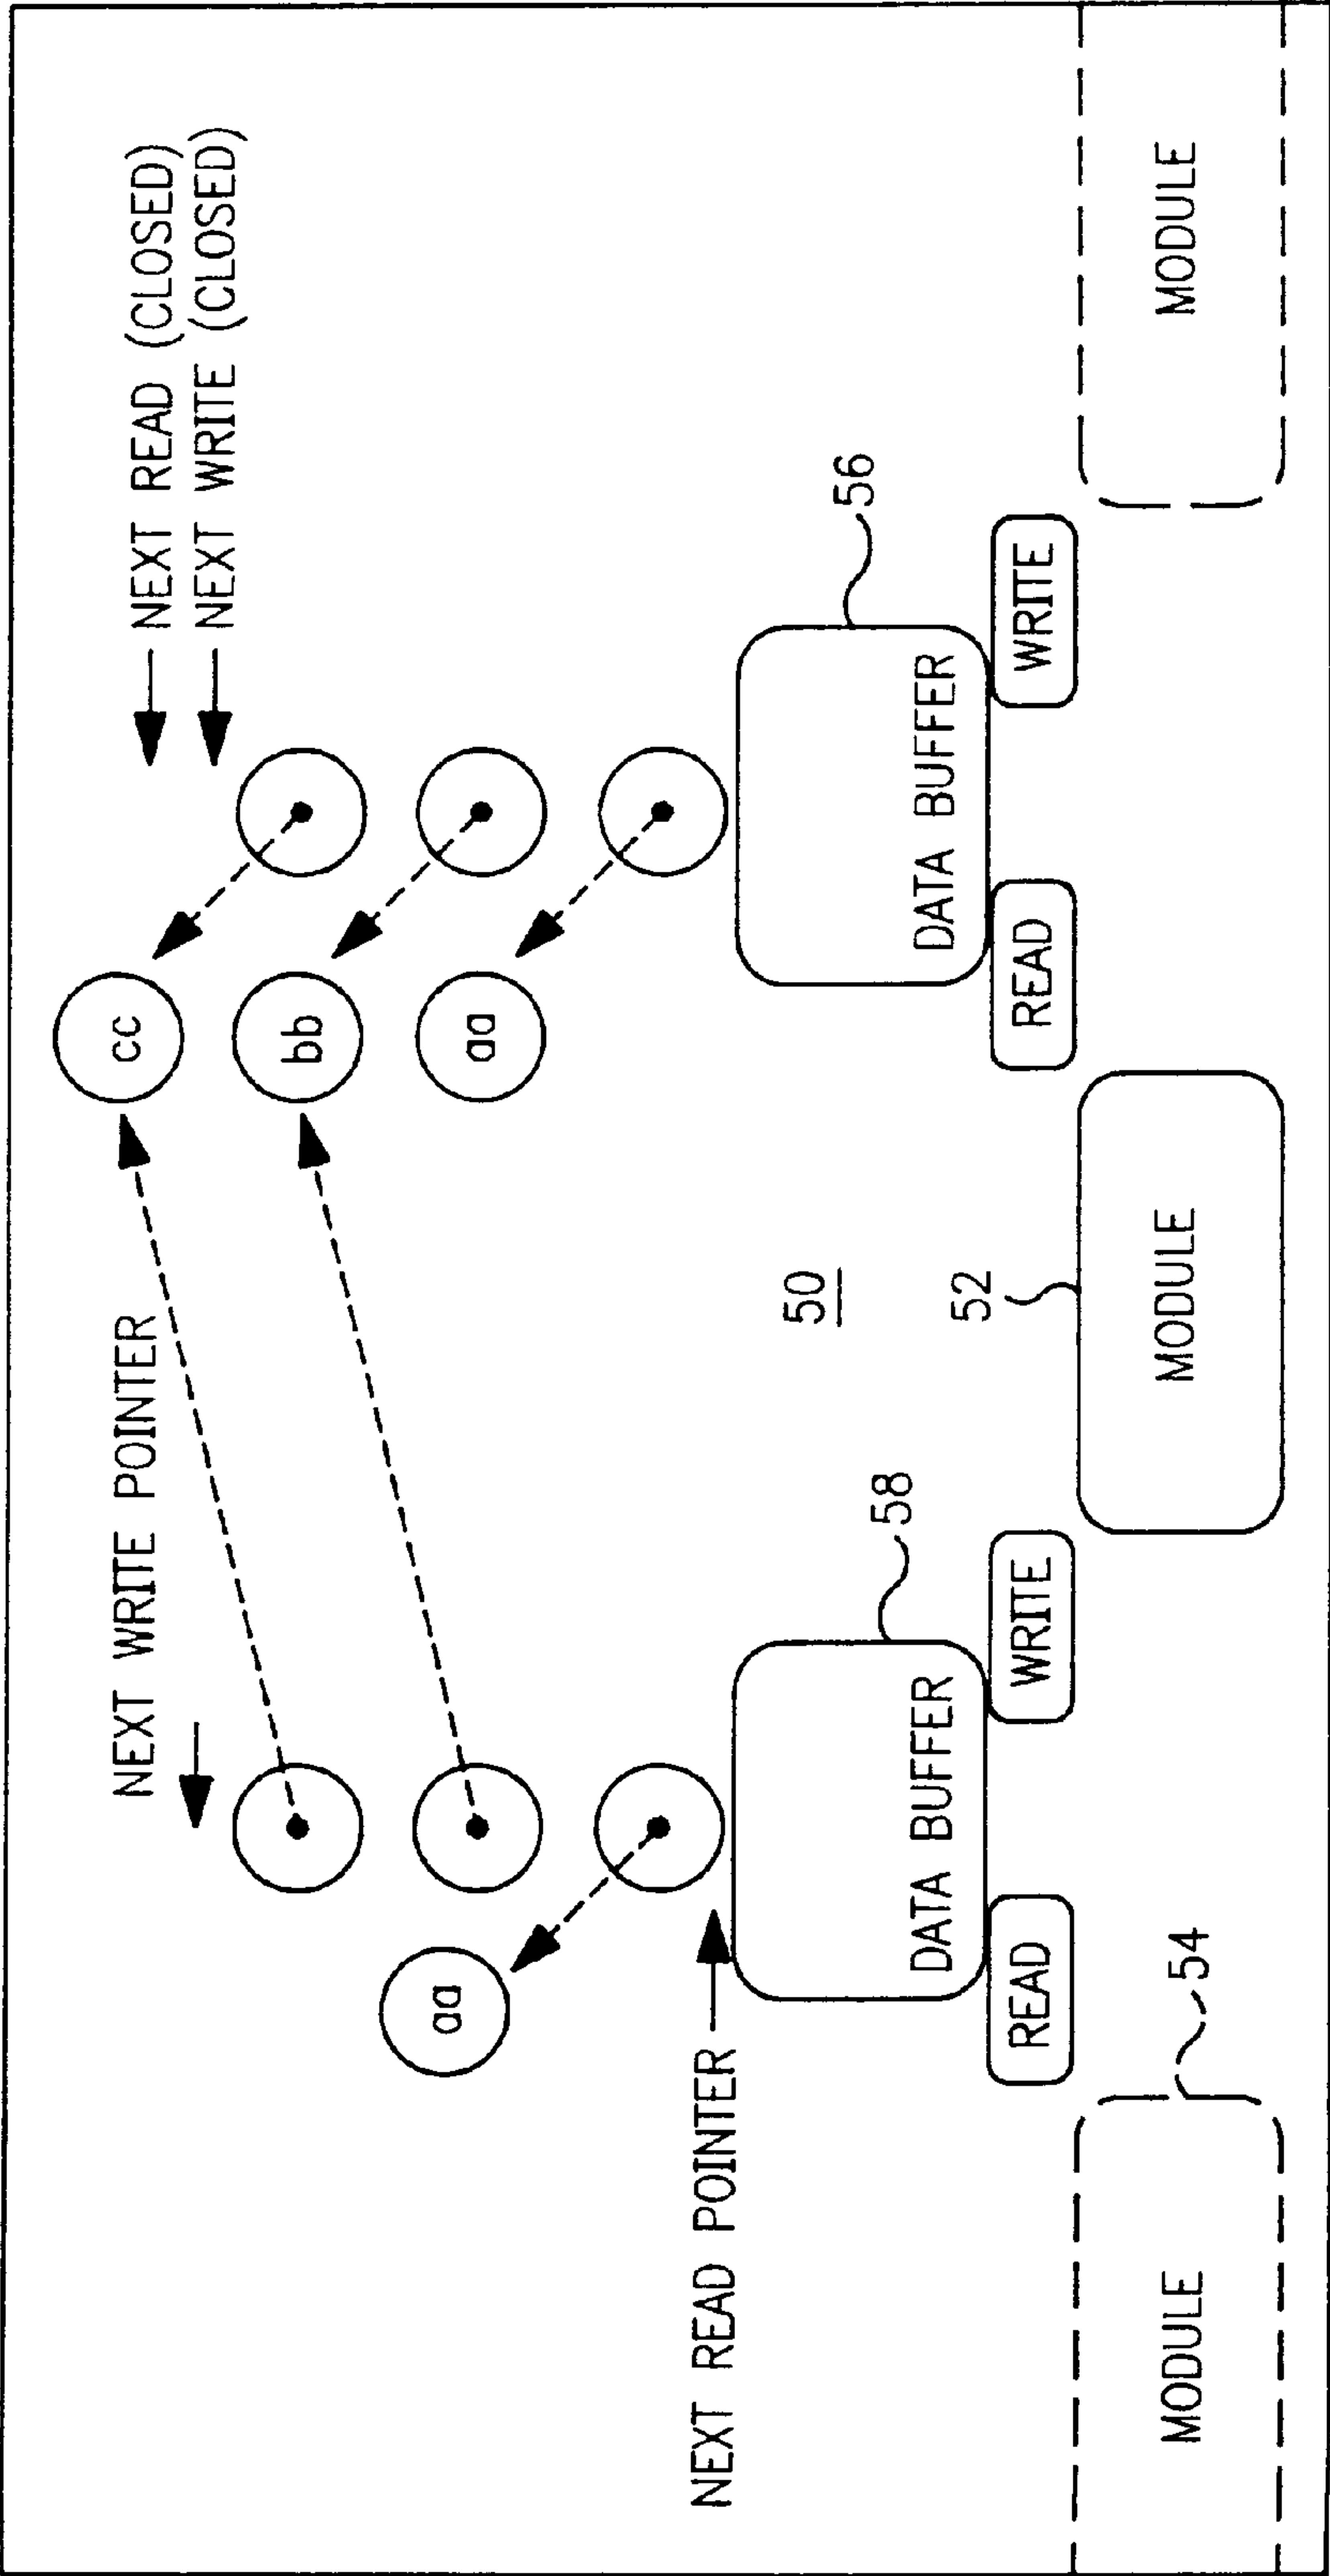 NEXT WRITE POINTER
NEXT READ (CLOSED)
NEXT WRITE (CLOSED)
cc
bb
aa
aa
NEXT READ POINTER
50
58
56
DATA BUFFER
DATA BUFFER
52
READ
WRITE
READ
WRITE
54
MODULE
MODULE
MODULE